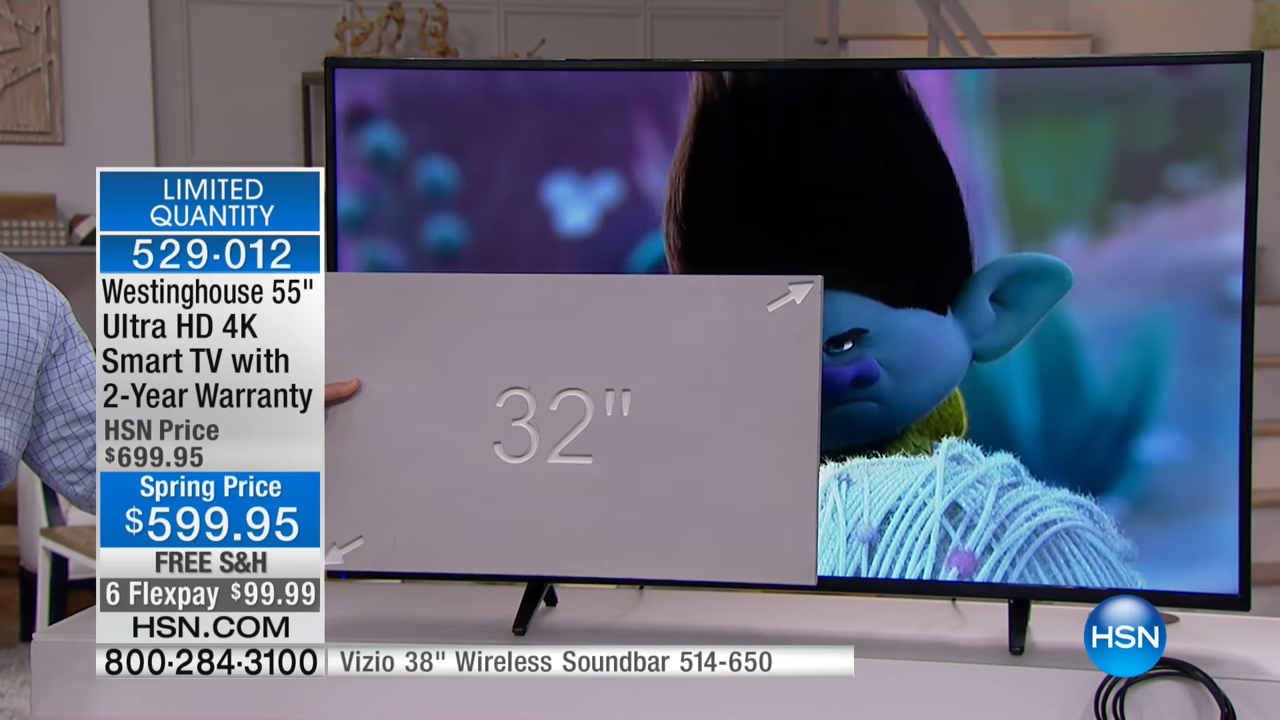 LIMITED
QUANTITY
529·012
Westinghouse 55"
Ultra HD 4K
Smart TV with
2-Year Warranty
HSN Price
$699.95
Spring Price
$599.95
FREE S&H
6 Flexpay $99.99
HSN.COM
800·284·3100
Vizio 38" Wireless Soundbar 514-650
32"
HSN